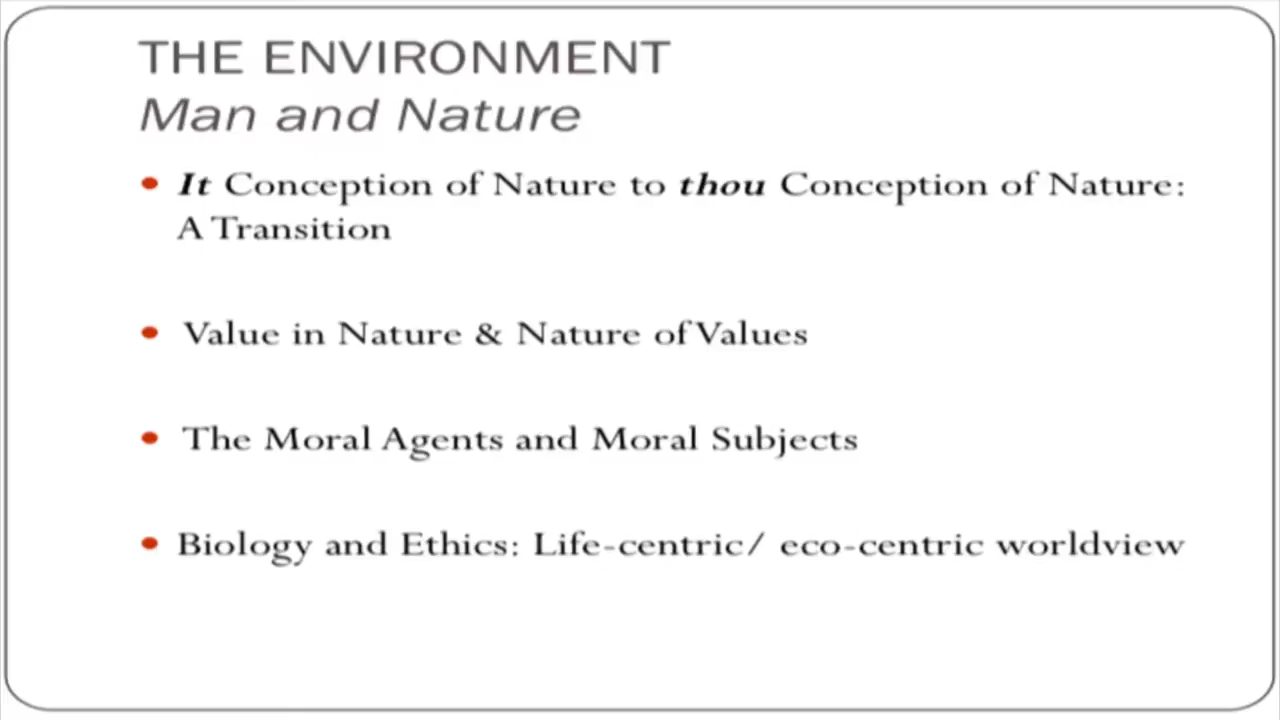 THE ENVIRONMENT
Man and Nature
It Conception of Nature to thou Conception of Nature:
A Transition
Value in Nature & Nature of Values
The Moral Agents and Moral Subjects
Biology and Ethics: Life-centric/ eco-centric worldview